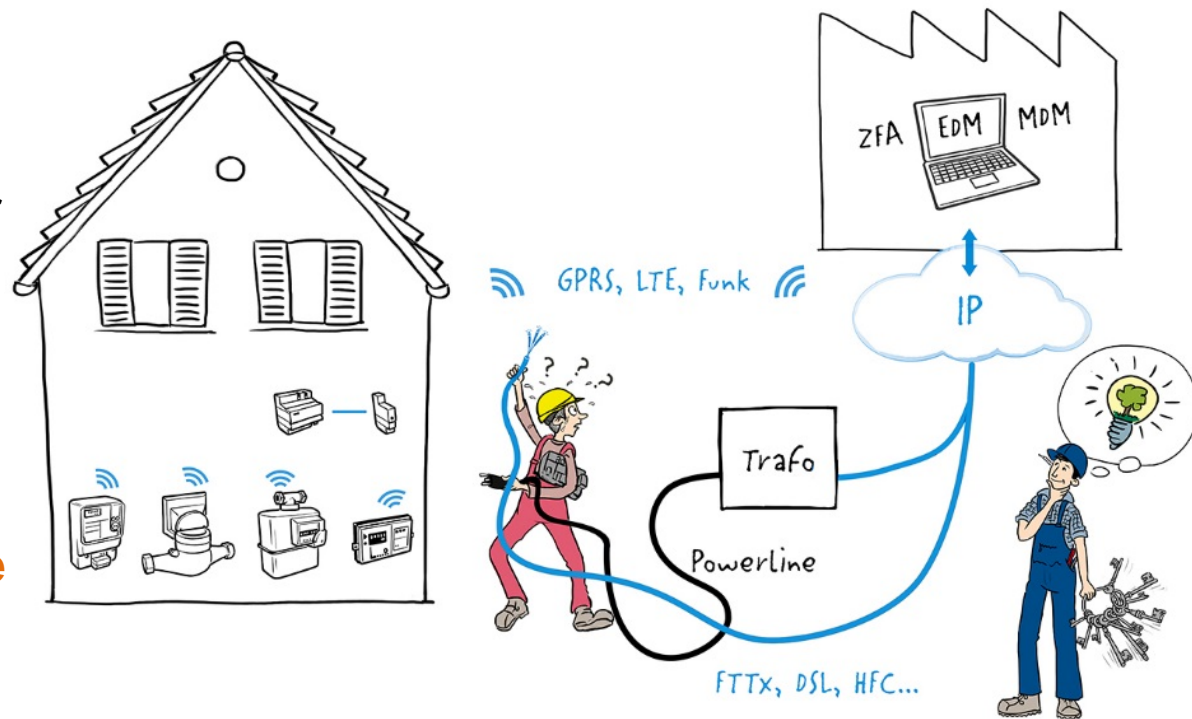 ZFA
EDM
MDM
GPRS, LTE, Funk
IP
? ? ? ?
Trafo
Powerline
FTTx, DSL, HFC...
e